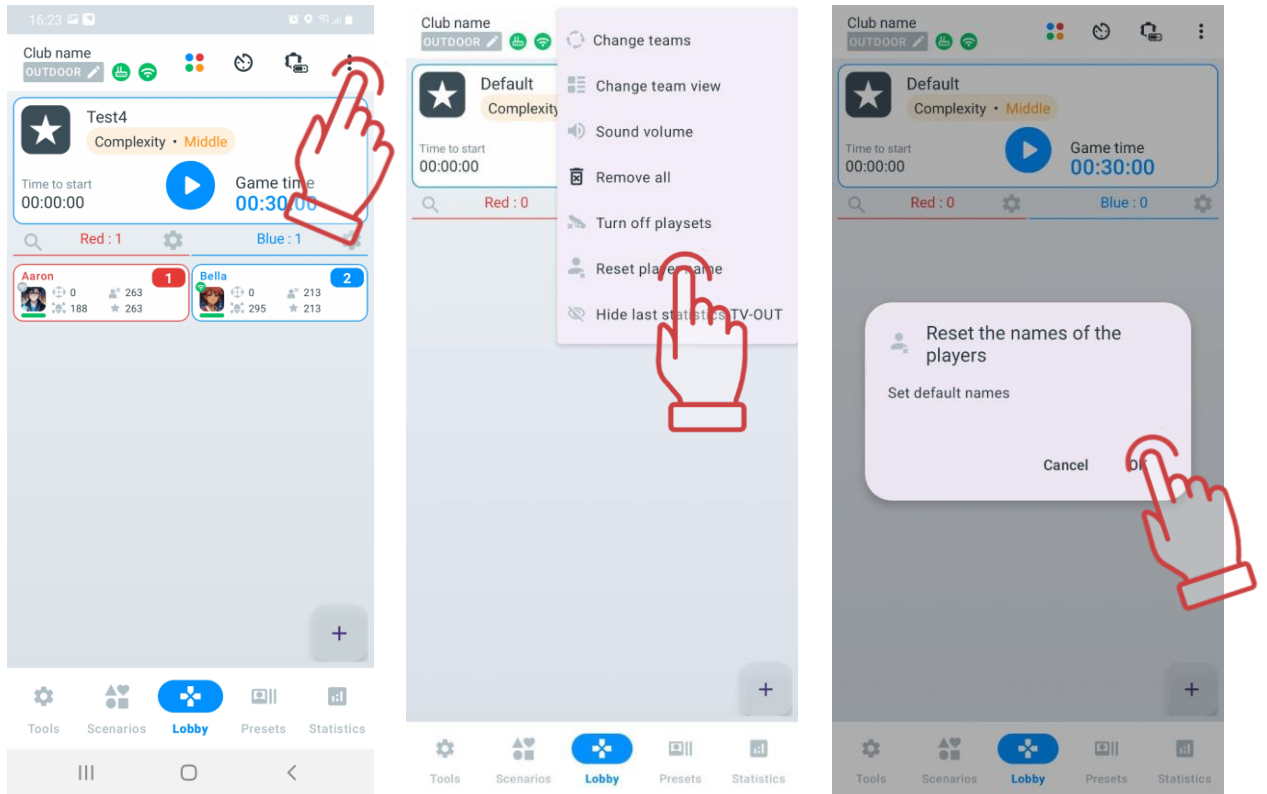 16:23
Club name
OUTDOOR
Test4
Complexity • Middle
Time to start
00:00:00
Game time
00:30:00
Red : 1
Blue : 1
Aaron
1
0
263
188
263
Bella
2
0
213
295
213
+
Tools
Scenarios
Lobby
Presets
Statistics
Club name
OUTDOOR
Default
Complexity
Time to start
00:00:00
Red : 0
Change teams
Change team view
Sound volume
Remove all
Turn off playsets
Reset player name
Hide last statistics TV-OUT
+
Tools
Scenarios
Lobby
Presets
Statistics
Club name
OUTDOOR
Default
Complexity • Middle
Time to start
00:00:00
Game time
00:30:00
Red : 0
Blue : 0
Reset the names of the
players
Set default names
Cancel
OK
+
Tools
Scenarios
Lobby
Presets
Statistics